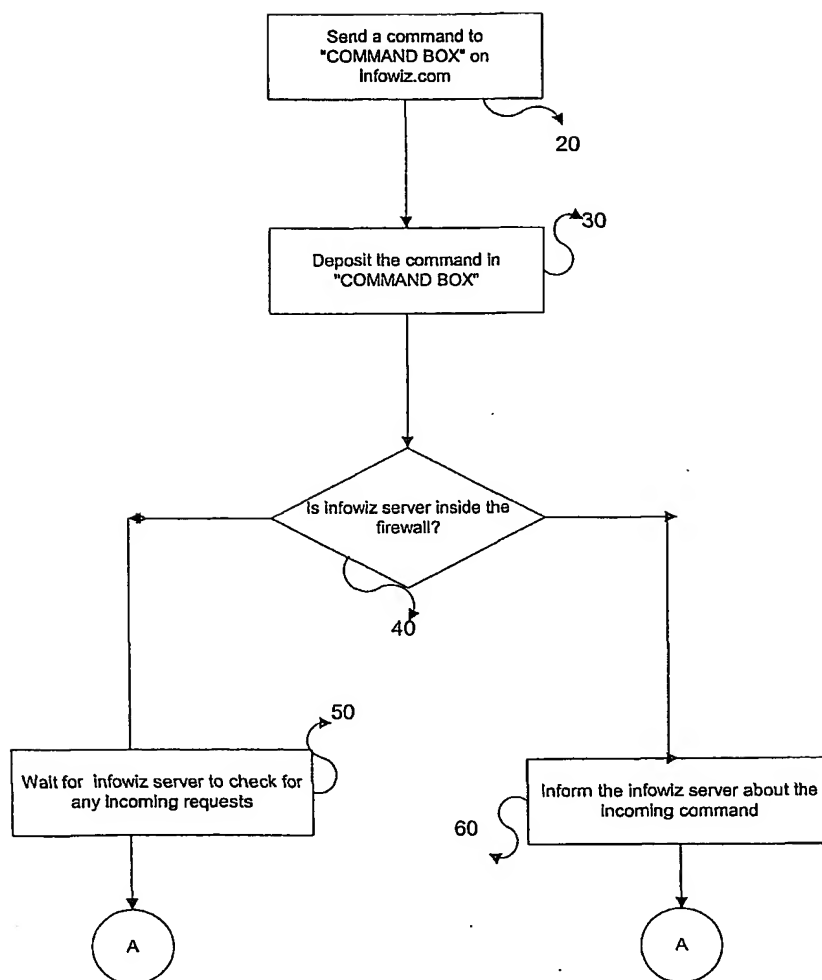 Send a command to
"COMMAND BOX" on
infowiz.com
20
30
Deposit the command in
"COMMAND BOX"
Is infowiz server inside the
firewall?
40
50
Wait for infowiz server to check for
any incoming requests
Inform the infowiz server about the
incoming command
60
A
A